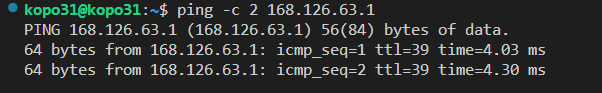 kopo31@kopo31:~$ ping -c 2 168.126.63.1
PING 168.126.63.1 (168.126.63.1) 56(84) bytes of data.
64 bytes from 168.126.63.1: icmp_seq=1 ttl=39 time=4.03 ms
64 bytes from 168.126.63.1: icmp_seq=2 ttl=39 time=4.30 ms